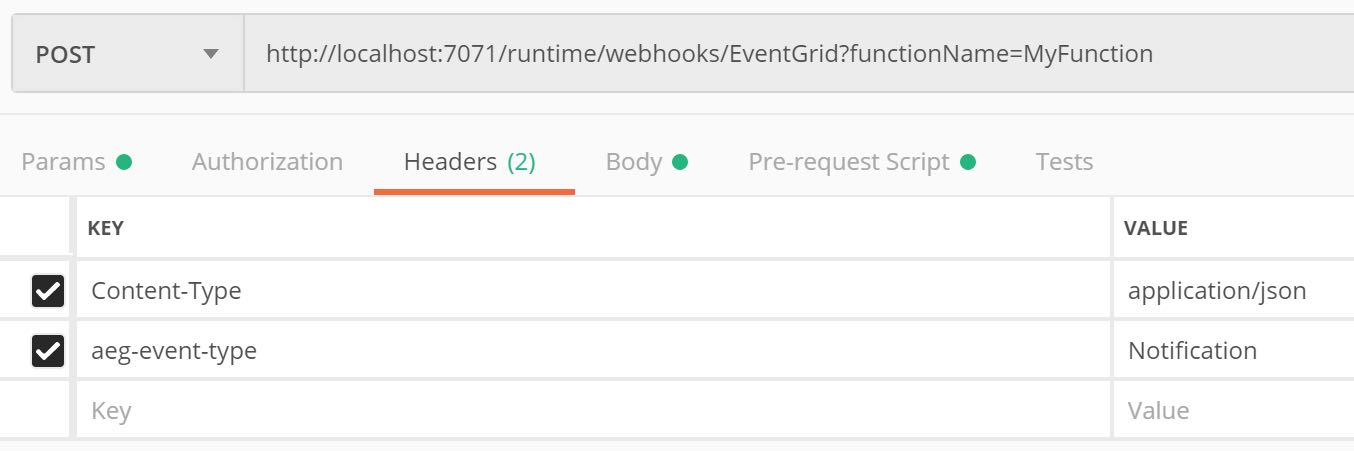 POST http://localhost:7071/runtime/webhooks/EventGrid?functionName=MyFunction
Params Authorization Headers (2) Body Pre-request Script Tests
KEY VALUE
Content-Type application/json
aeg-event-type Notification
Key Value